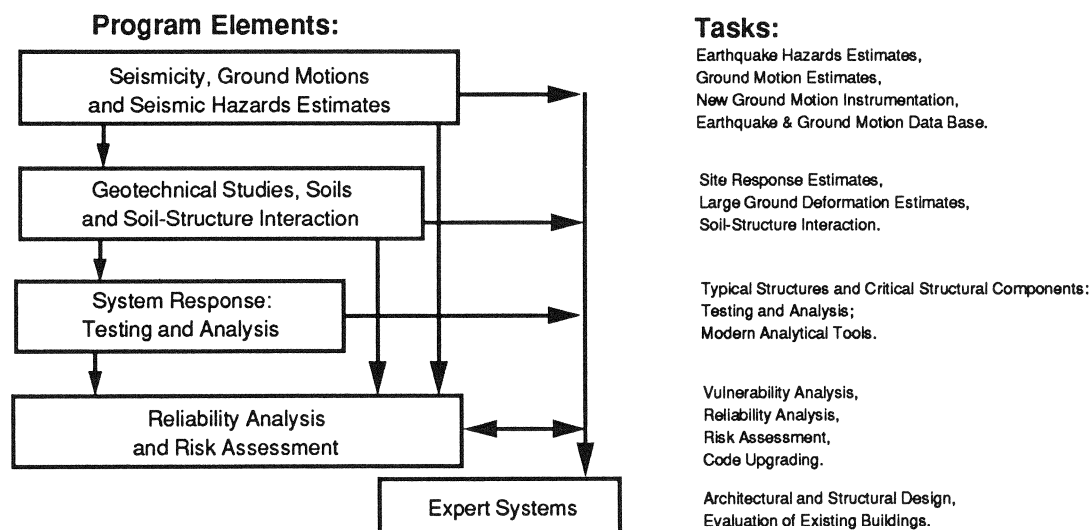 Program Elements:
Seismicity, Ground Motions
and Seismic Hazards Estimates
Geotechnical Studies, Soils
and Soil-Structure Interaction
System Response:
Testing and Analysis
Reliability Analysis
and Risk Assessment
Expert Systems
Tasks:
Earthquake Hazards Estimates,
Ground Motion Estimates,
New Ground Motion Instrumentation,
Earthquake & Ground Motion Data Base.
Site Response Estimates,
Large Ground Deformation Estimates,
Soil-Structure Interaction.
Typical Structures and Critical Structural Components:
Testing and Analysis;
Modern Analytical Tools.
Vulnerability Analysis,
Reliability Analysis,
Risk Assessment,
Code Upgrading.
Architectural and Structural Design,
Evaluation of Existing Buildings.